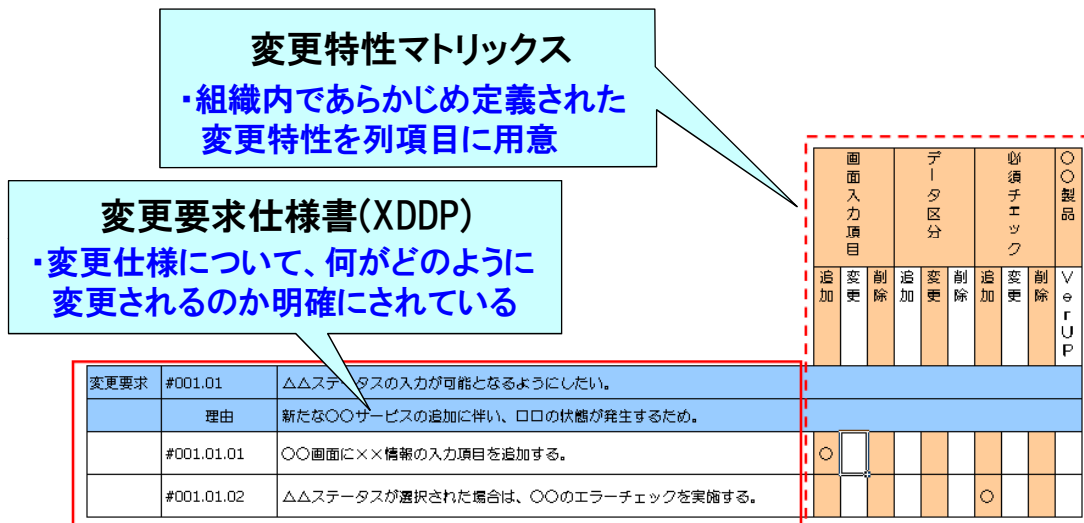 変更特性マトリックス
・組織内であらかじめ定義された
変更特性を列項目に用意
変更要求仕様書(XDDP)
・変更仕様について、何がどのように
変更されるのか明確にされている
画面入力項目 データ区分 必須チェック 〇〇製品
追加 変更 削除 追加 変更 削除 追加 変更 削除 VerUP
変更要求 #001.01 △△ステータスの入力が可能となるようにしたい。
理由 新たな〇〇サービスの追加に伴い、ロロの状態が発生するため。
#001.01.01 〇〇画面に××情報の入力項目を追加する。 〇
#001.01.02 △△ステータスが選択された場合は、〇〇のエラーチェックを実施する。 〇